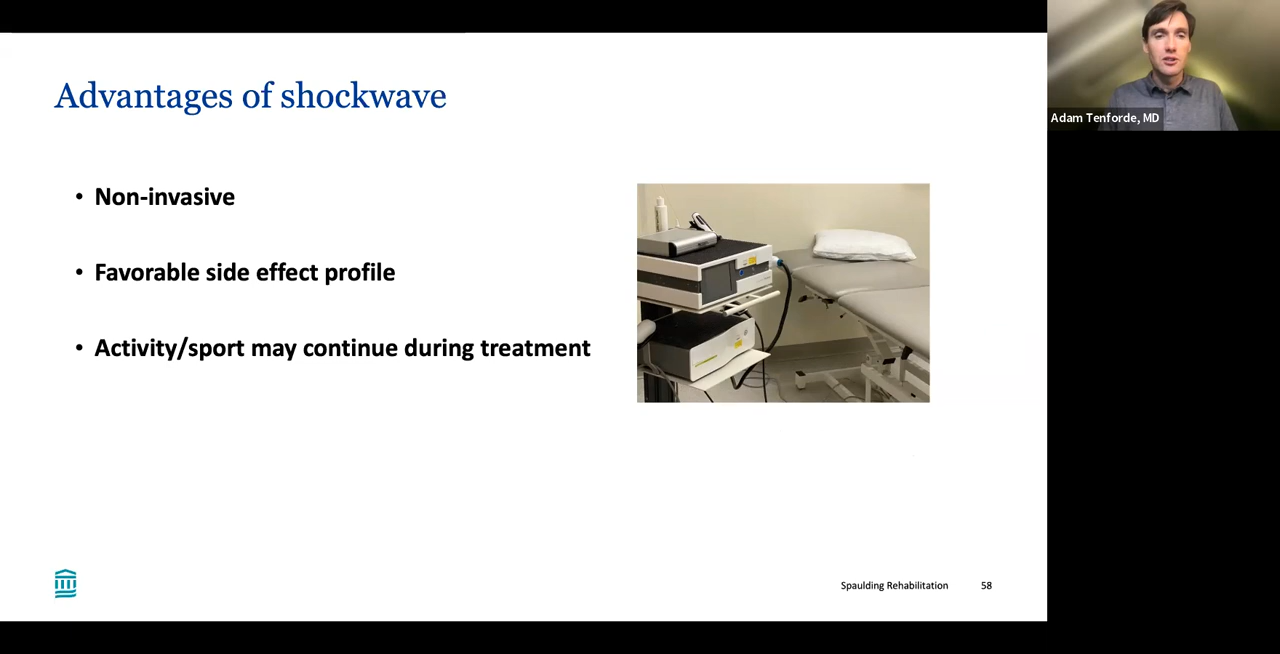 Advantages of shockwave
• Non-invasive
• Favorable side effect profile
• Activity/sport may continue during treatment
Spaulding Rehabilitation 58
Adam Tenforde, MD